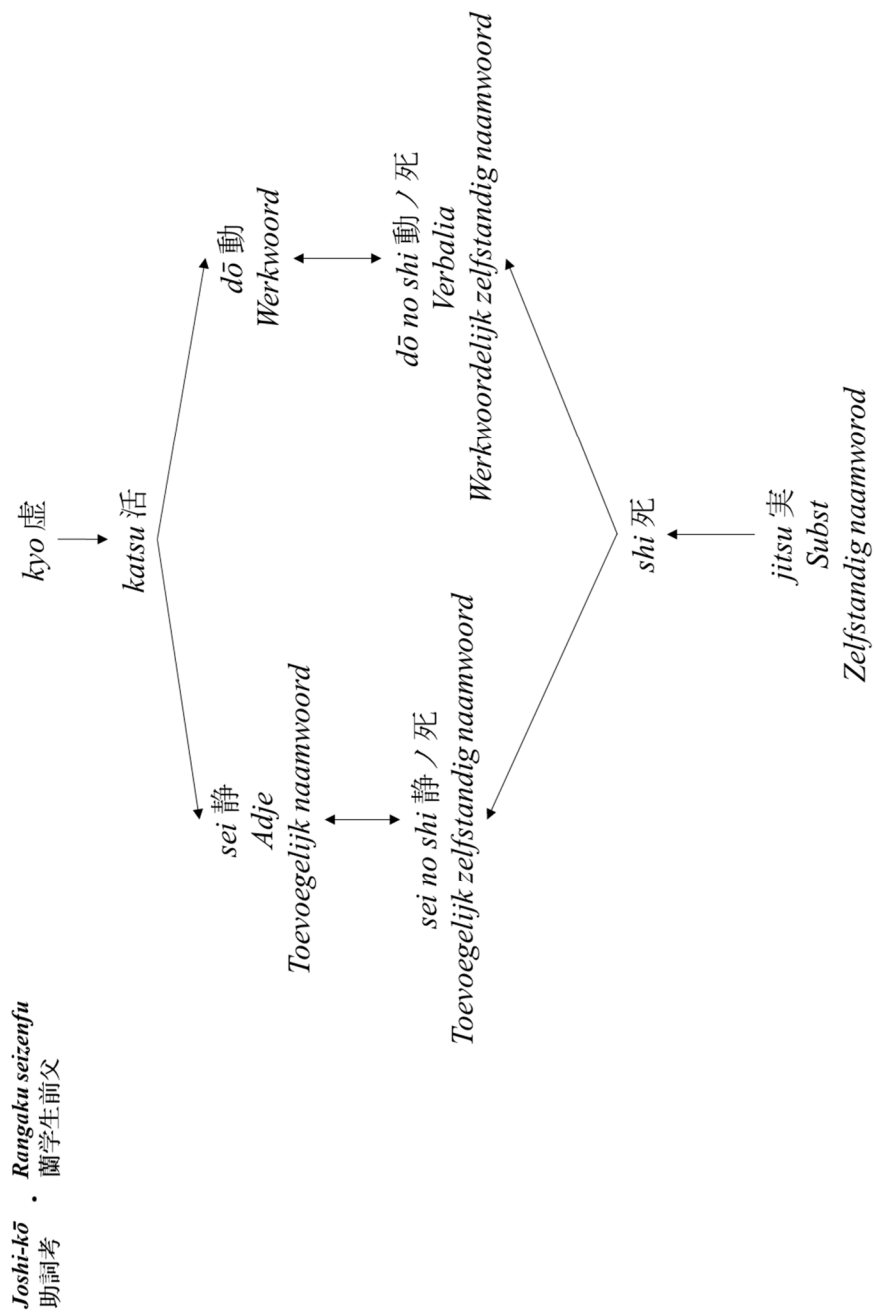 Joshi-kō ・ Rangaku seizenfu
助詞考 蘭学生前父
kyo 虚
katsu 活
sei 静
Adje
Toevoegelijk naamwoord
dō 動
Werkwoord
sei no shi 静ノ死
Toevoegelijk zelfstandig naamwoord
dō no shi 動ノ死
Verbalia
Werkwoordelijk zelfstandig naamwoord
shi 死
jitsu 実
Subst
Zelfstandig naamworod